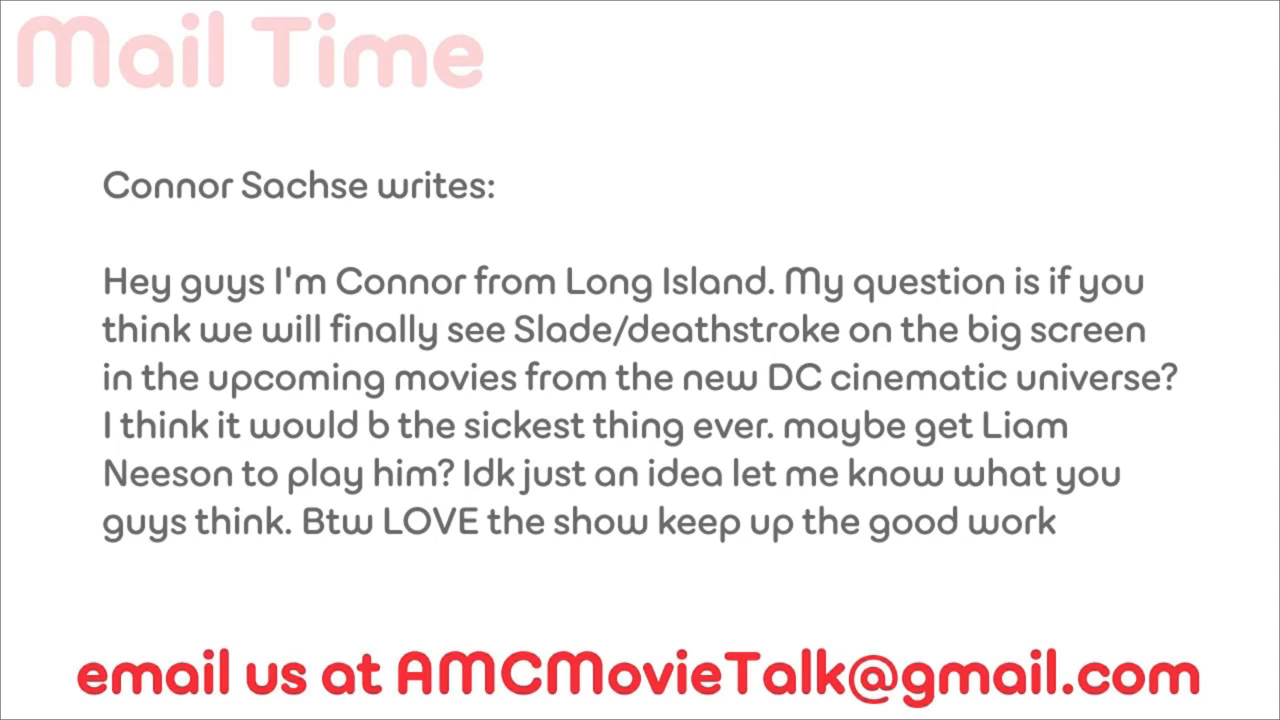 Mail Time
Connor Sachse writes:
Hey guys I'm Connor from Long Island. My question is if you
think we will finally see Slade/deathstroke on the big screen
in the upcoming movies from the new DC cinematic universe?
I think it would b the sickest thing ever. maybe get Liam
Neeson to play him? Idk just an idea let me know what you
guys think. Btw LOVE the show keep up the good work
email us at AMCMovieTalk@gmail.com